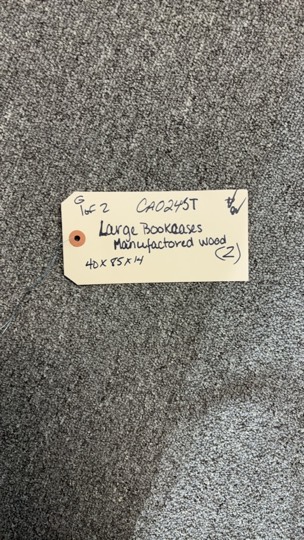 G
1 of 2 CA0245T
Large Bookcases
Manufactored wood
(2)
40 x 85 x 14